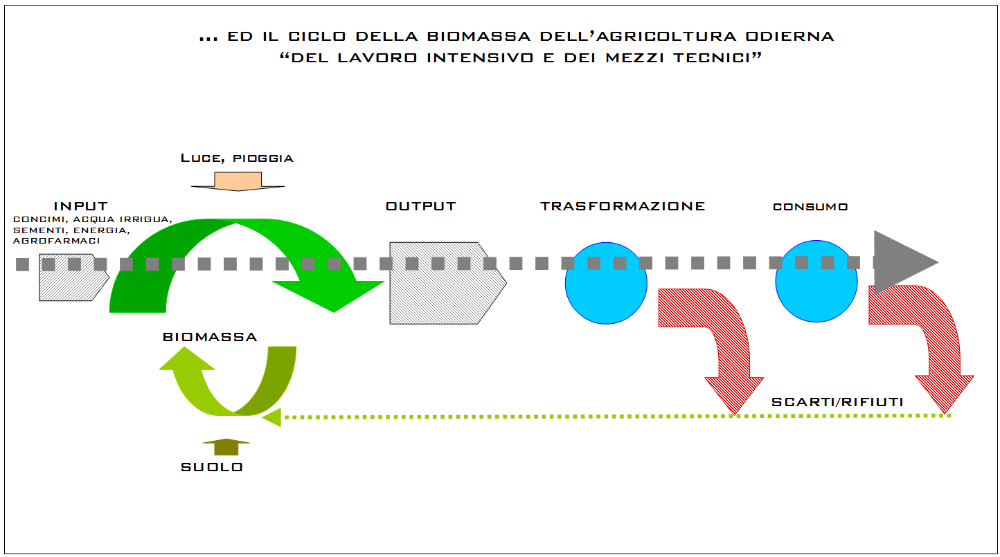 ... ED IL CICLO DELLA BIOMASSA DELL’AGRICOLTURA ODIERNA
“DEL LAVORO INTENSIVO E DEI MEZZI TECNICI”
LUCE, PIOGGIA
INPUT
CONCIMI, ACQUA IRRIGUA,
SEMENTI, ENERGIA,
AGROFARMACI
OUTPUT
TRASFORMAZIONE
CONSUMO
BIOMASSA
SCARTI/RIFIUTI
SUOLO